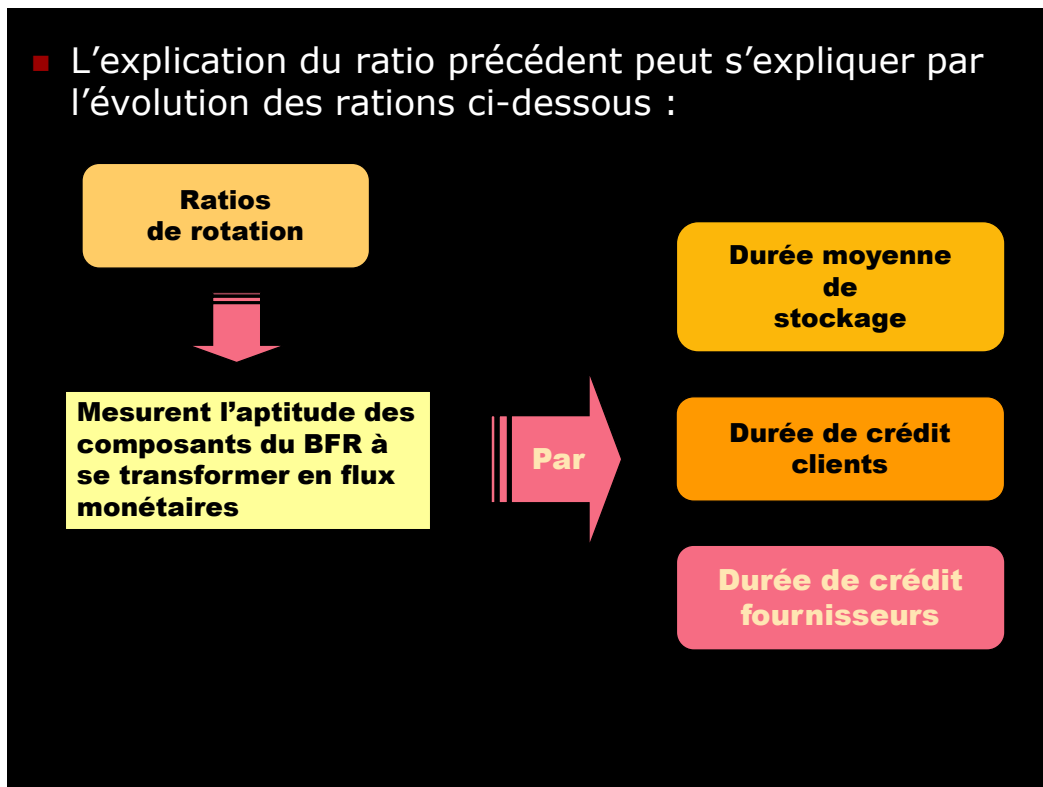 L’explication du ratio précédent peut s’expliquer par
l’évolution des rations ci-dessous :
Ratios
de rotation
Mesurent l’aptitude des
composants du BFR à
se transformer en flux
monétaires
Par
Durée moyenne
de
stockage
Durée de crédit
clients
Durée de crédit
fournisseurs